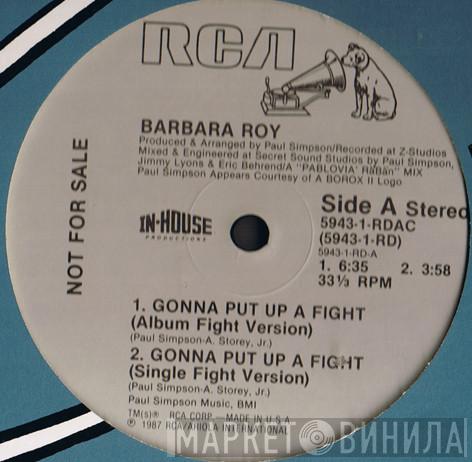 RCA
BARBARA ROY
Produced & Arranged by Paul Simpson/Recorded at Z-Studios
Mixed & Engineered at Secret Sound Studios by Paul Simpson,
Jimmy Lyons & Eric Behrend/A "PABLOVIA' RaBan" MIX
Paul Simpson Appears Courtesy of A BOROX II Logo
NOT FOR SALE
IN-HOUSE
PRODUCTIONS
Side A Stereo
5943-1-RDAC
(5943-1-RD)
5943-1-RD-A
1. 6:35 2. 3:58
33⅓ RPM
1. GONNA PUT UP A FIGHT
(Album Fight Version)
(Paul Simpson-A. Storey, Jr.)
2. GONNA PUT UP A FIGHT
(Single Fight Version)
(Paul Simpson-A. Storey, Jr.)
Paul Simpson Music, BMI
TM(s)® RCA CORP.—MADE IN U.S.A.
℗ 1987 RCA/ARIOLA INTERNATIONAL
МАРКЕТ ВИНИЛА